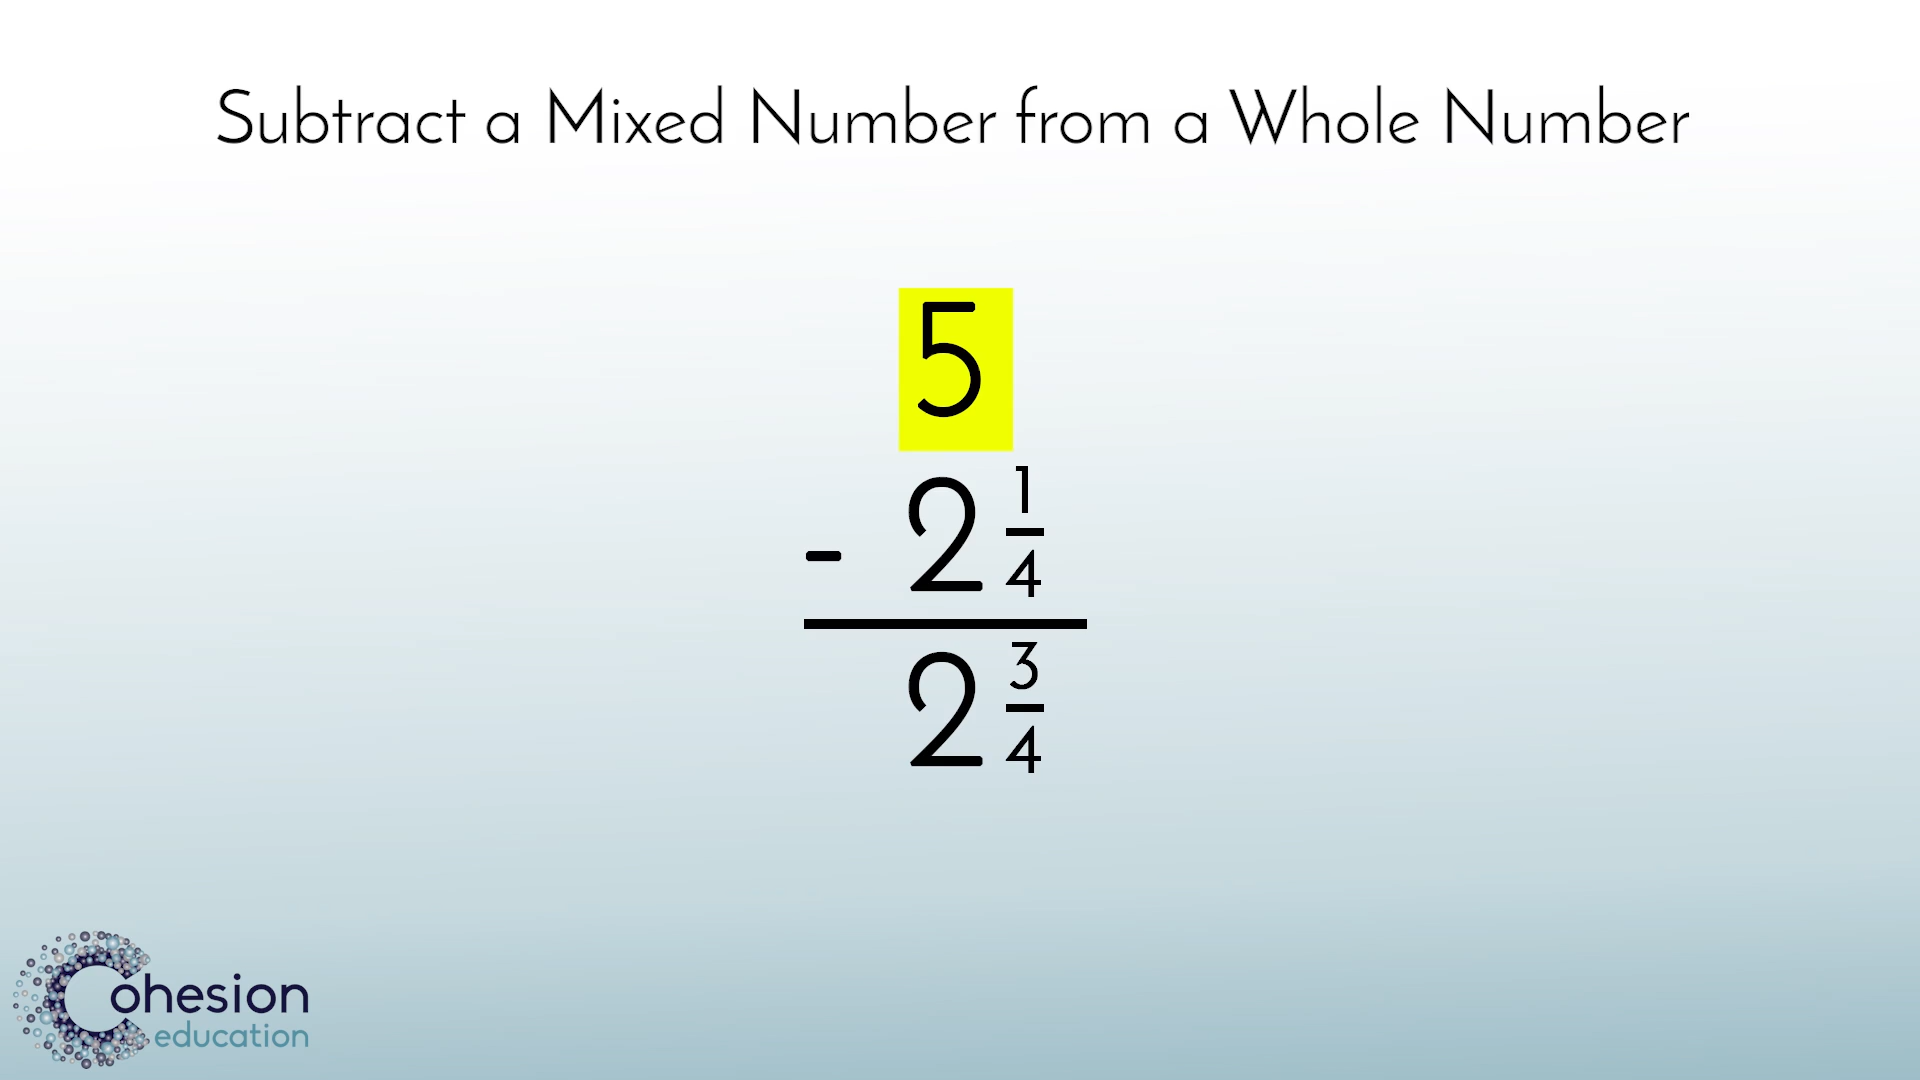 Subtract a Mixed Number from a Whole Number
5
- 2 1/4
2 3/4
Cohesion
education